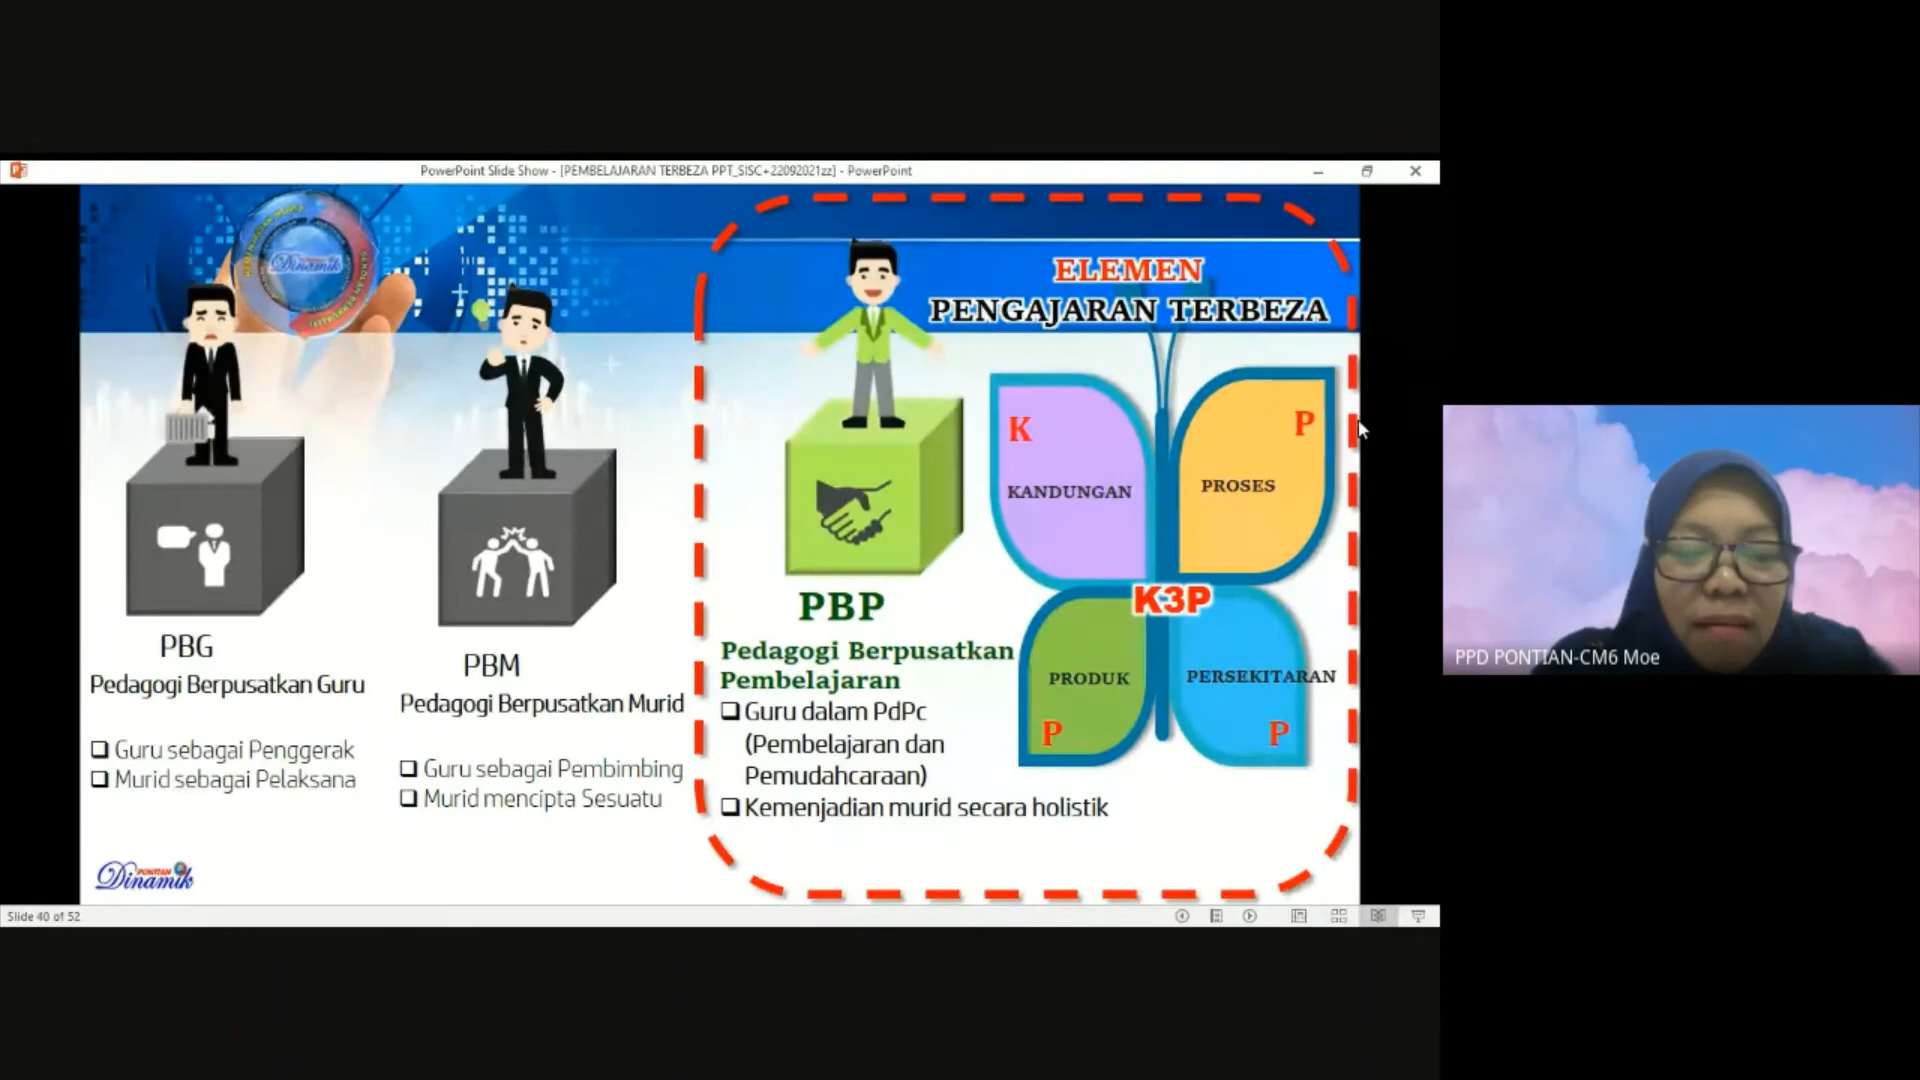 PowerPoint Slide Show - [PEMBELAJARAN TERBEZA PPT_SISC+22092021zz] - PowerPoint
Dinamik
ELEMEN
PENGAJARAN TERBEZA
K
KANDUNGAN
P
PROSES
K3P
PRODUK
P
PERSEKITARAN
P
PBG
Pedagogi Berpusatkan Guru
Guru sebagai Penggerak
Murid sebagai Pelaksana
PBM
Pedagogi Berpusatkan Murid
Guru sebagai Pembimbing
Murid mencipta Sesuatu
PBP
Pedagogi Berpusatkan
Pembelajaran
Guru dalam PdPc
(Pembelajaran dan
Pemudahcaraan)
Kemenjadian murid secara holistik
PONTIAN
Dinamik
Slide 40 of 52
PPD PONTIAN-CM6 Moe